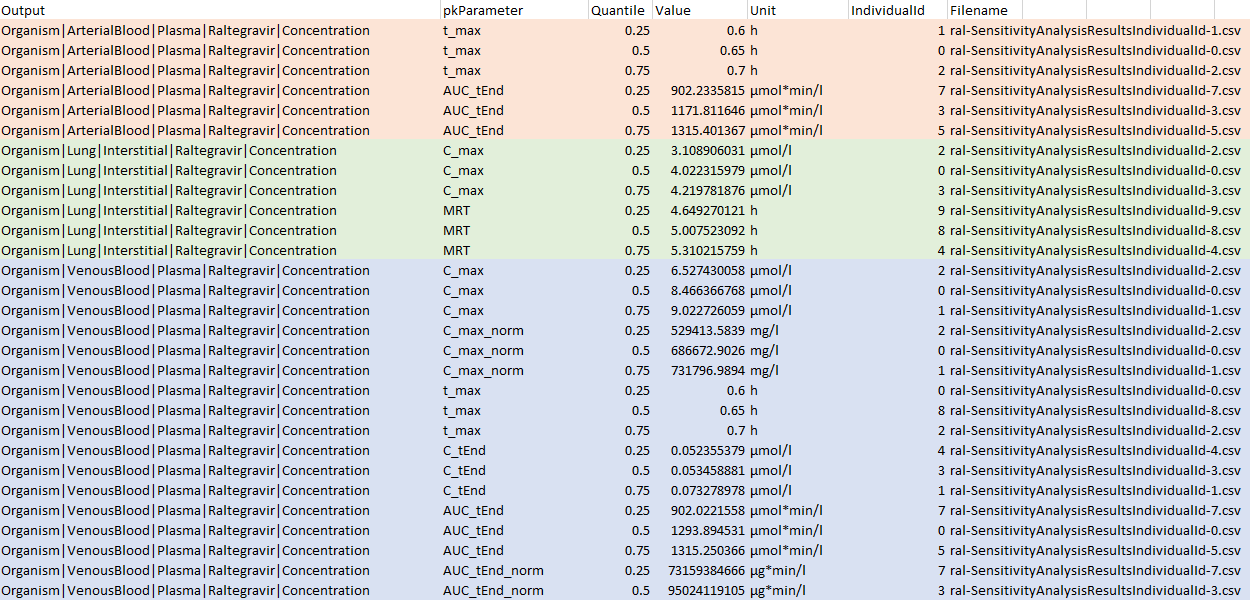 Output pkParameter Quantile Value Unit IndividualId Filename
Organism|ArterialBlood|Plasma|Raltegravir|Concentration t_max 0.25 0.6 h 1 ral-SensitivityAnalysisResultsIndividualId-1.csv
Organism|ArterialBlood|Plasma|Raltegravir|Concentration t_max 0.5 0.65 h 0 ral-SensitivityAnalysisResultsIndividualId-0.csv
Organism|ArterialBlood|Plasma|Raltegravir|Concentration t_max 0.75 0.7 h 2 ral-SensitivityAnalysisResultsIndividualId-2.csv
Organism|ArterialBlood|Plasma|Raltegravir|Concentration AUC_tEnd 0.25 902.2335815 µmol*min/l 7 ral-SensitivityAnalysisResultsIndividualId-7.csv
Organism|ArterialBlood|Plasma|Raltegravir|Concentration AUC_tEnd 0.5 1171.811646 µmol*min/l 3 ral-SensitivityAnalysisResultsIndividualId-3.csv
Organism|ArterialBlood|Plasma|Raltegravir|Concentration AUC_tEnd 0.75 1315.401367 µmol*min/l 5 ral-SensitivityAnalysisResultsIndividualId-5.csv
Organism|Lung|Interstitial|Raltegravir|Concentration C_max 0.25 3.108906031 µmol/l 2 ral-SensitivityAnalysisResultsIndividualId-2.csv
Organism|Lung|Interstitial|Raltegravir|Concentration C_max 0.5 4.022315979 µmol/l 0 ral-SensitivityAnalysisResultsIndividualId-0.csv
Organism|Lung|Interstitial|Raltegravir|Concentration C_max 0.75 4.219781876 µmol/l 3 ral-SensitivityAnalysisResultsIndividualId-3.csv
Organism|Lung|Interstitial|Raltegravir|Concentration MRT 0.25 4.649270121 h 9 ral-SensitivityAnalysisResultsIndividualId-9.csv
Organism|Lung|Interstitial|Raltegravir|Concentration MRT 0.5 5.007523092 h 8 ral-SensitivityAnalysisResultsIndividualId-8.csv
Organism|Lung|Interstitial|Raltegravir|Concentration MRT 0.75 5.310215759 h 4 ral-SensitivityAnalysisResultsIndividualId-4.csv
Organism|VenousBlood|Plasma|Raltegravir|Concentration C_max 0.25 6.527430058 µmol/l 2 ral-SensitivityAnalysisResultsIndividualId-2.csv
Organism|VenousBlood|Plasma|Raltegravir|Concentration C_max 0.5 8.466366768 µmol/l 0 ral-SensitivityAnalysisResultsIndividualId-0.csv
Organism|VenousBlood|Plasma|Raltegravir|Concentration C_max 0.75 9.022726059 µmol/l 1 ral-SensitivityAnalysisResultsIndividualId-1.csv
Organism|VenousBlood|Plasma|Raltegravir|Concentration C_max_norm 0.25 529413.5839 mg/l 2 ral-SensitivityAnalysisResultsIndividualId-2.csv
Organism|VenousBlood|Plasma|Raltegravir|Concentration C_max_norm 0.5 686672.9026 mg/l 0 ral-SensitivityAnalysisResultsIndividualId-0.csv
Organism|VenousBlood|Plasma|Raltegravir|Concentration C_max_norm 0.75 731796.9894 mg/l 1 ral-SensitivityAnalysisResultsIndividualId-1.csv
Organism|VenousBlood|Plasma|Raltegravir|Concentration t_max 0.25 0.6 h 0 ral-SensitivityAnalysisResultsIndividualId-0.csv
Organism|VenousBlood|Plasma|Raltegravir|Concentration t_max 0.5 0.65 h 8 ral-SensitivityAnalysisResultsIndividualId-8.csv
Organism|VenousBlood|Plasma|Raltegravir|Concentration t_max 0.75 0.7 h 2 ral-SensitivityAnalysisResultsIndividualId-2.csv
Organism|VenousBlood|Plasma|Raltegravir|Concentration C_tEnd 0.25 0.052355379 µmol/l 4 ral-SensitivityAnalysisResultsIndividualId-4.csv
Organism|VenousBlood|Plasma|Raltegravir|Concentration C_tEnd 0.5 0.053458881 µmol/l 3 ral-SensitivityAnalysisResultsIndividualId-3.csv
Organism|VenousBlood|Plasma|Raltegravir|Concentration C_tEnd 0.75 0.073278978 µmol/l 1 ral-SensitivityAnalysisResultsIndividualId-1.csv
Organism|VenousBlood|Plasma|Raltegravir|Concentration AUC_tEnd 0.25 902.0221558 µmol*min/l 7 ral-SensitivityAnalysisResultsIndividualId-7.csv
Organism|VenousBlood|Plasma|Raltegravir|Concentration AUC_tEnd 0.5 1293.894531 µmol*min/l 0 ral-SensitivityAnalysisResultsIndividualId-0.csv
Organism|VenousBlood|Plasma|Raltegravir|Concentration AUC_tEnd 0.75 1315.250366 µmol*min/l 5 ral-SensitivityAnalysisResultsIndividualId-5.csv
Organism|VenousBlood|Plasma|Raltegravir|Concentration AUC_tEnd_norm 0.25 73159384666 µg*min/l 7 ral-SensitivityAnalysisResultsIndividualId-7.csv
Organism|VenousBlood|Plasma|Raltegravir|Concentration AUC_tEnd_norm 0.5 95024119105 µg*min/l 3 ral-SensitivityAnalysisResultsIndividualId-3.csv